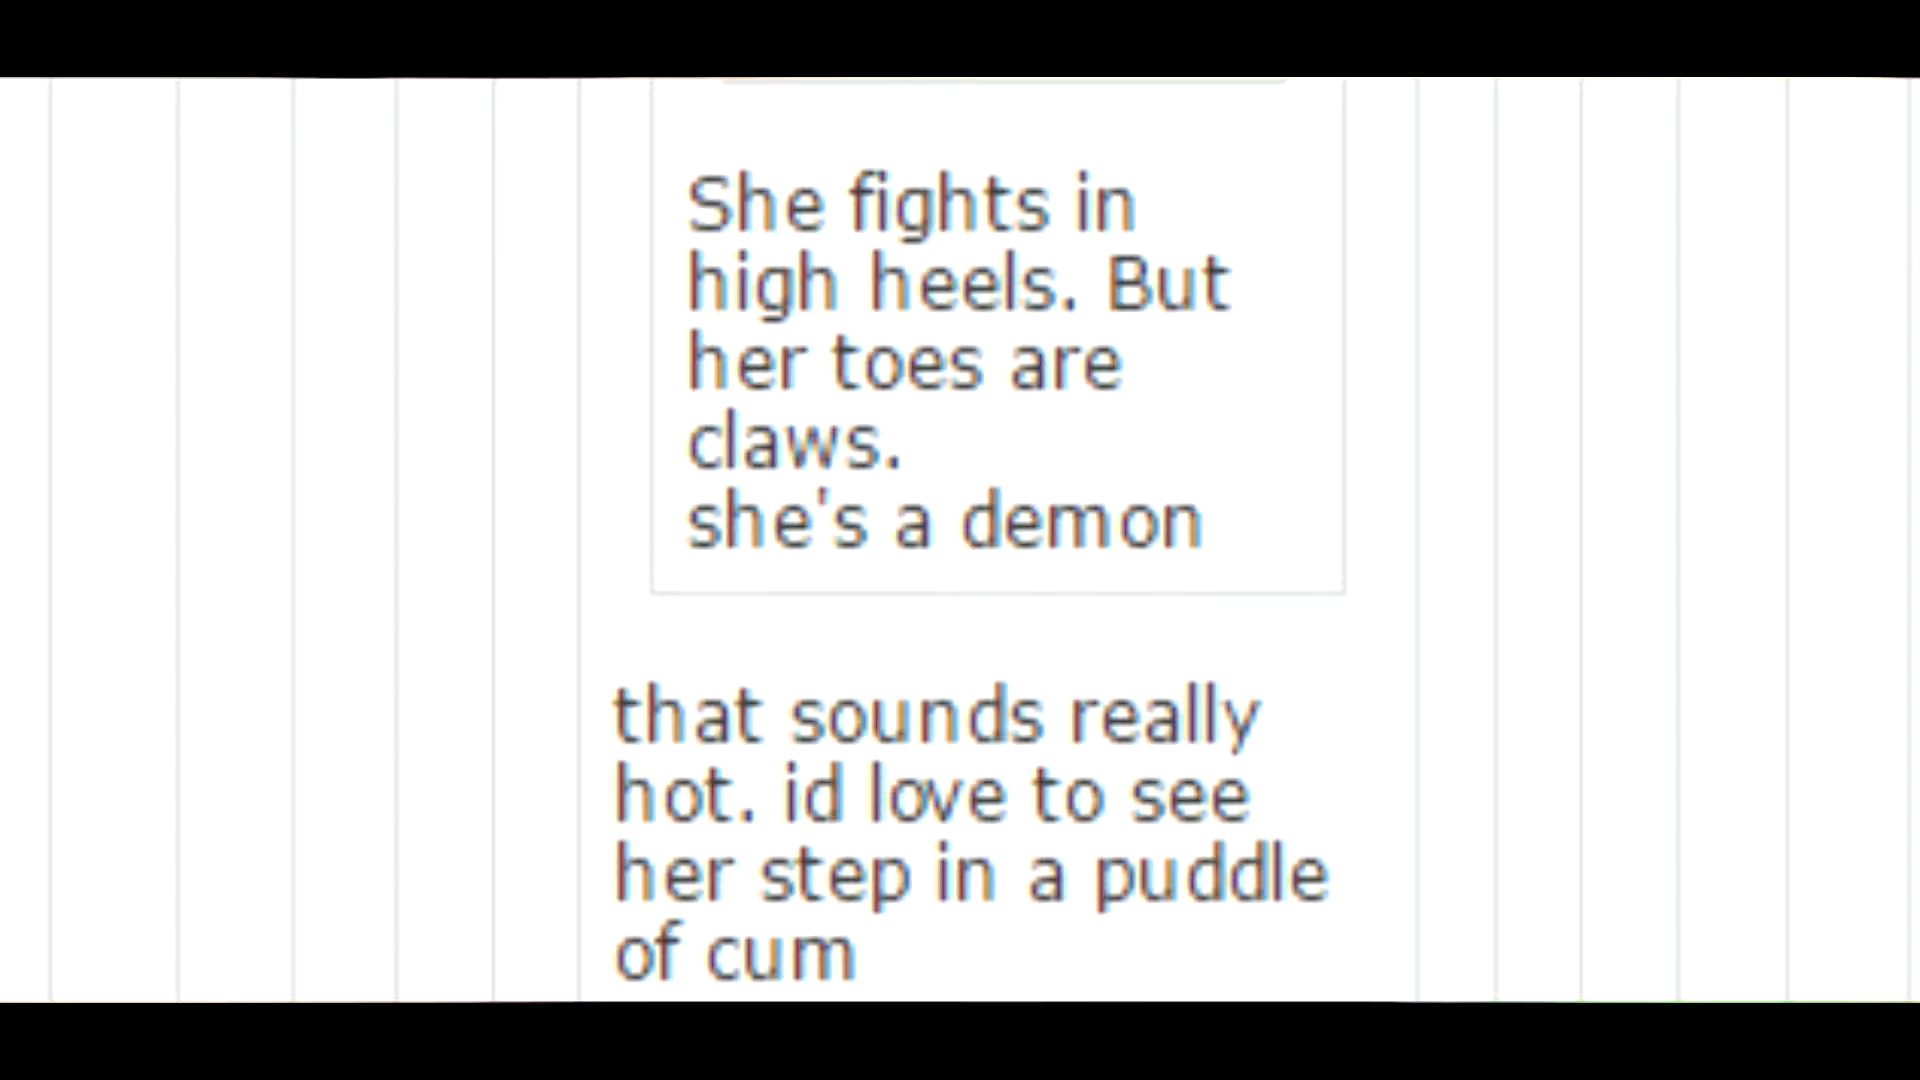 She fights in
high heels. But
her toes are
claws.
she's a demon
that sounds really
hot. id love to see
her step in a puddle
of cum